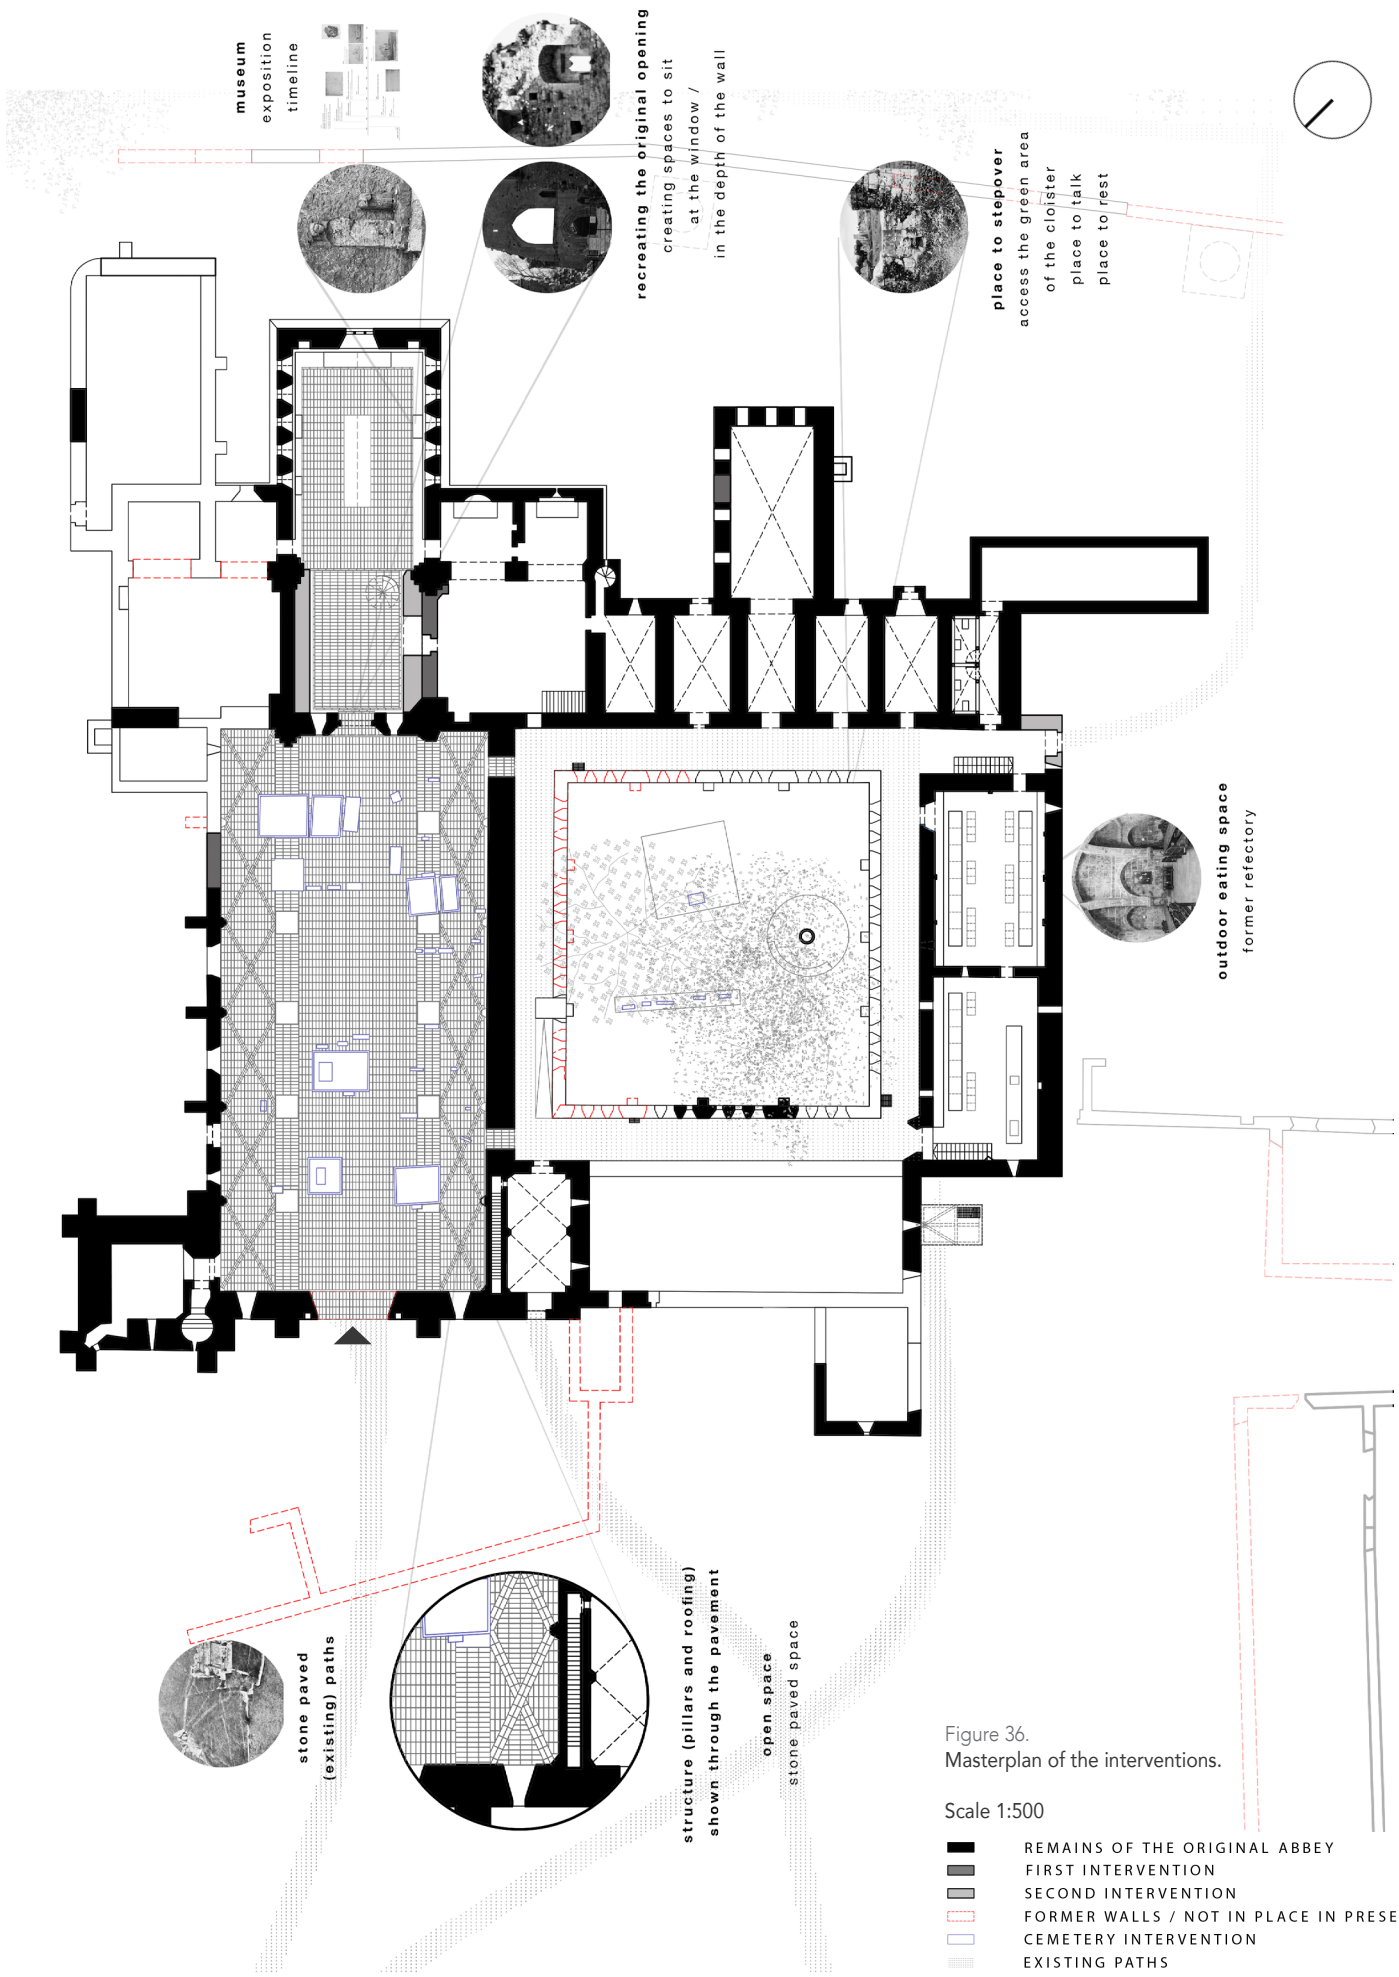 museum
exposition
timeline
recreating the original opening
creating spaces to sit
at the window /
in the depth of the wall
place to stepover
access the green area
of the cloister
place to talk
place to rest
outdoor eating space
former refectory
stone paved
(existing) paths
structure (pillars and roofing)
shown through the pavement
open space
stone paved space
Figure 36.
Masterplan of the interventions.
Scale 1:500
REMAINS OF THE ORIGINAL ABBEY
FIRST INTERVENTION
SECOND INTERVENTION
FORMER WALLS / NOT IN PLACE IN PRESE
CEMETERY INTERVENTION
EXISTING PATHS